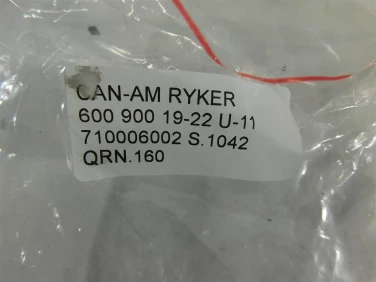 CAN-AM RYKER
600 900 19-22 U-11
710006002 S.1042
QRN.160